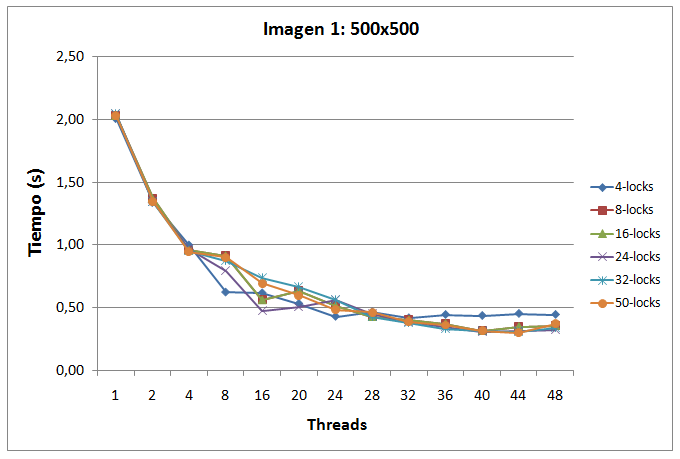 Imagen 1: 500x500
Tiempo (s)
2,50
2,00
1,50
1,00
0,50
0,00
1 2 4 8 16 20 24 28 32 36 40 44 48
Threads
4-locks
8-locks
16-locks
24-locks
32-locks
50-locks